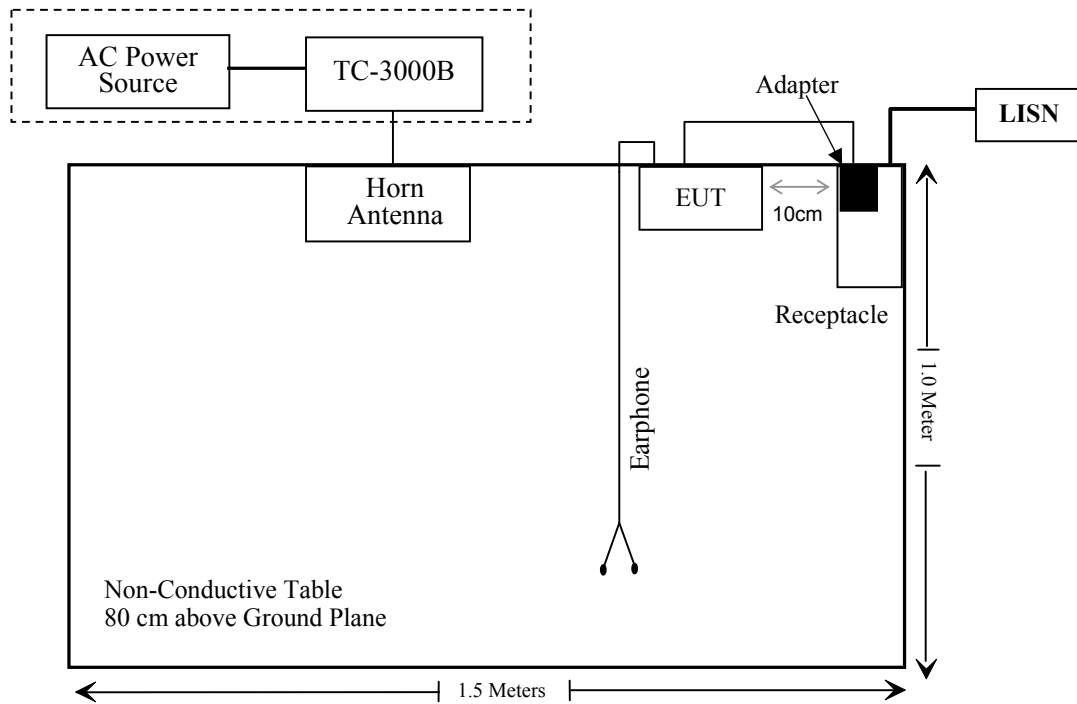 AC Power
Source
TC-3000B
Adapter
LISN
Horn
Antenna
EUT
10cm
Receptacle
1.0 Meter
Earphone
Non-Conductive Table
80 cm above Ground Plane
1.5 Meters